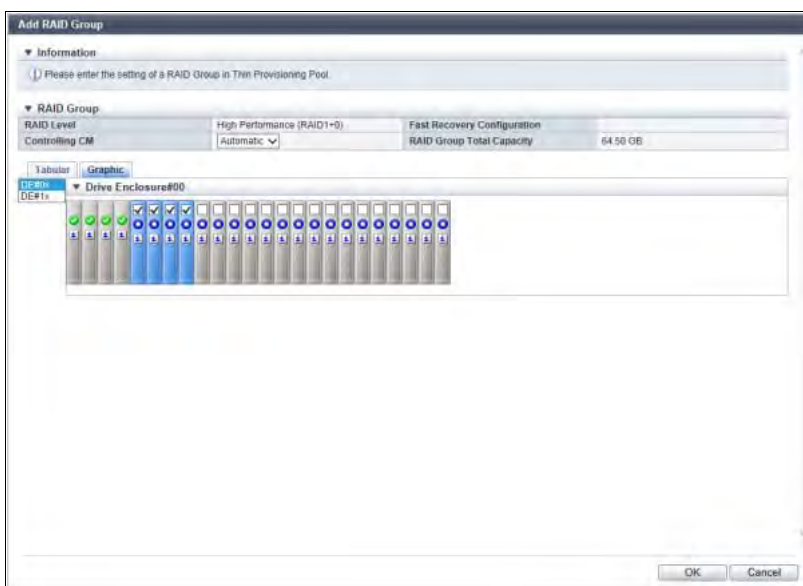 Add RAID Group
Information
Please enter the setting of a RAID Group in Thin Provisioning Pool.
RAID Group
RAID Level High Performance (RAID1+0) Fast Recovery Configuration
Controlling CM Automatic RAID Group Total Capacity 64.50 GB
Tabular Graphic
DE#0x
DE#1x
Drive Enclosure#00
OK Cancel